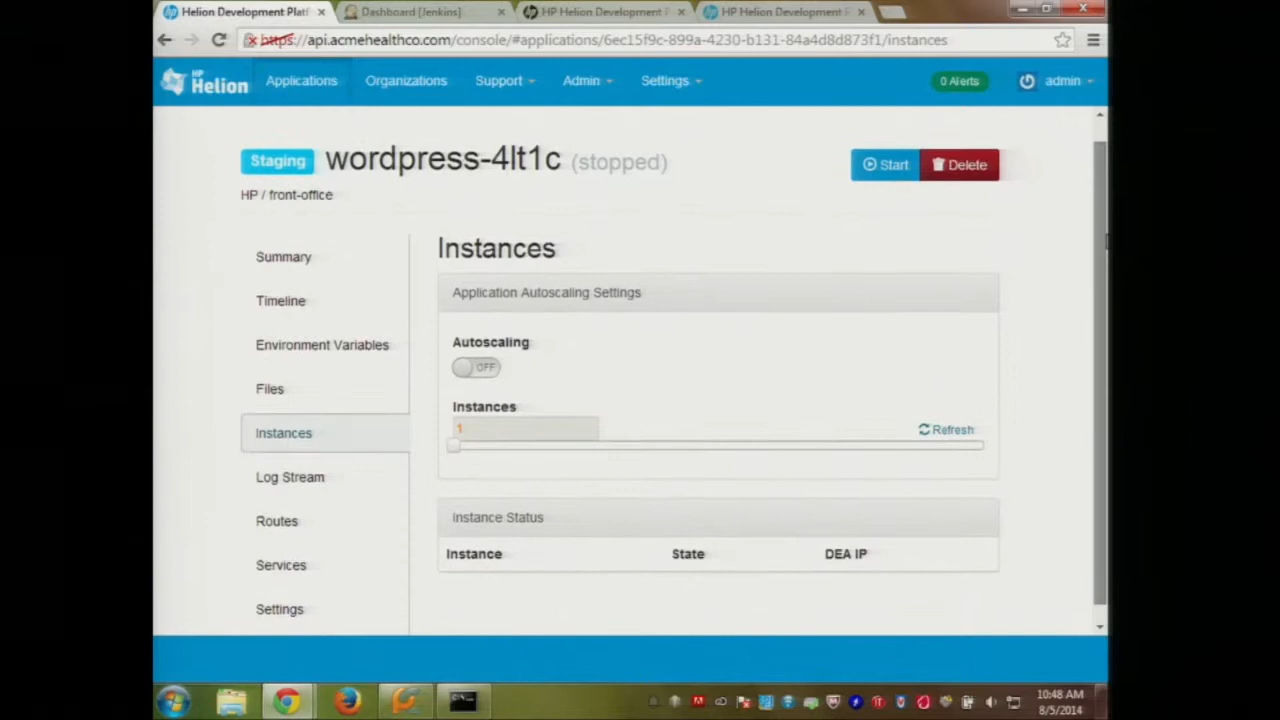 Helion Development Platf
Dashboard [Jenkins]
HP Helion Development P
HP Helion Development P
https://api.acmehealthco.com/console/#applications/6ec15f9c-899a-4230-b131-84a4d8d873f1/instances
HP
Helion
Applications
Organizations
Support
Admin
Settings
0 Alerts
admin
Staging
wordpress-4lt1c (stopped)
Start
Delete
HP / front-office
Summary
Timeline
Environment Variables
Files
Instances
Log Stream
Routes
Services
Settings
Instances
Application Autoscaling Settings
Autoscaling
OFF
Instances
1
Refresh
Instance Status
Instance State DEA IP
10:48 AM
8/5/2014